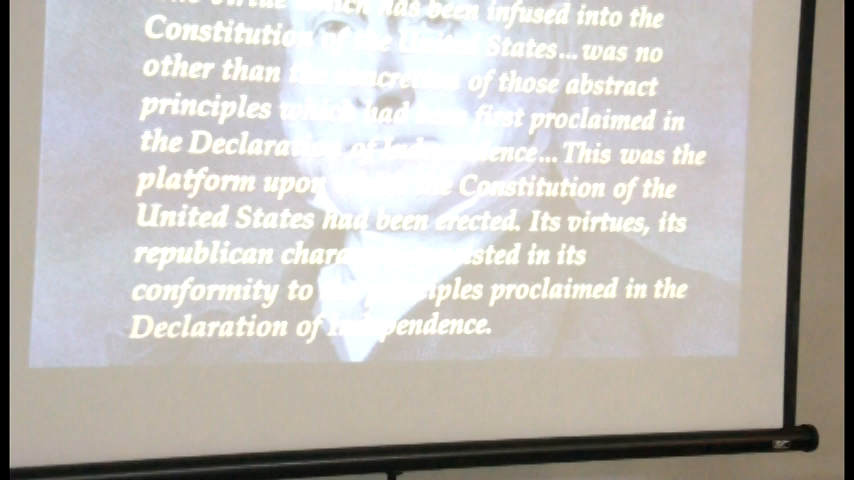 The virtue which has been infused into the
Constitution of the United States...was no
other than the concretion of those abstract
principles which had been first proclaimed in
the Declaration of Independence...This was the
platform upon which the Constitution of the
United States had been erected. Its virtues, its
republican character, consisted in its
conformity to the principles proclaimed in the
Declaration of Independence.